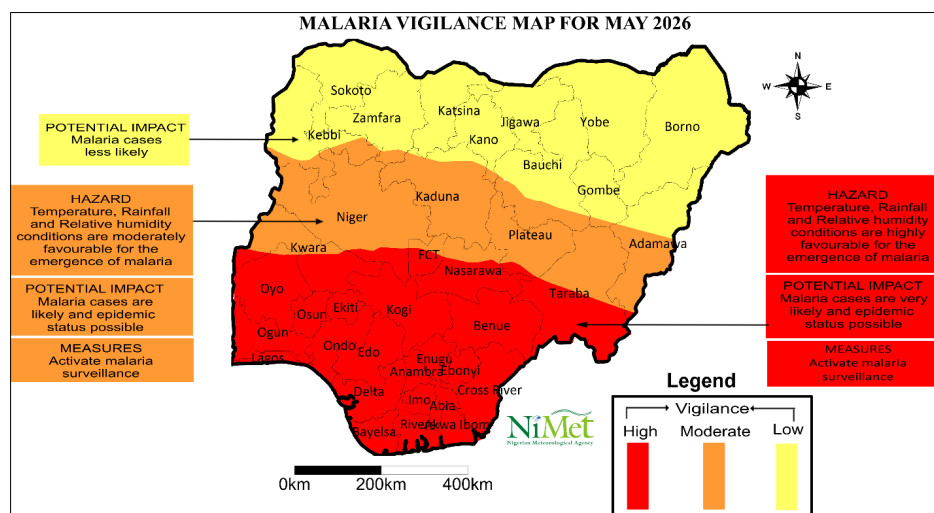 MALARIA VIGILANCE MAP FOR MAY 2026
N
W E
S
POTENTIAL IMPACT
Malaria cases
less likely
HAZARD
Temperature, Rainfall
and Relative humidity
conditions are moderately
favourable for the
emergence of malaria
POTENTIAL IMPACT
Malaria cases are
likely and epidemic
status possible
MEASURES
Activate malaria
surveillance
Sokoto
Zamfara
Katsina
Jigawa
Yobe
Borno
Kebbi
Kano
Bauchi
Gombe
Kaduna
Niger
Plateau
Adamawa
Kwara
FCT
Nasarawa
Taraba
Oyo
Osun
Ekiti
Kogi
Benue
Ogun
Ondo
Edo
Lagos
Enugu
Anambra
Ebonyi
Delta
Imo
Abia
Cross River
Bayelsa
Rivers
Akwa Ibom
HAZARD
Temperature, Rainfall
and Relative humidity
conditions are highly
favourable for the
emergence of malaria
POTENTIAL IMPACT
Malaria cases are very
likely and epidemic
status possible
MEASURES
Activate malaria
surveillance
NiMet
Nigerian Meteorological Agency
0km 200km 400km
Legend
Vigilance
High Moderate Low